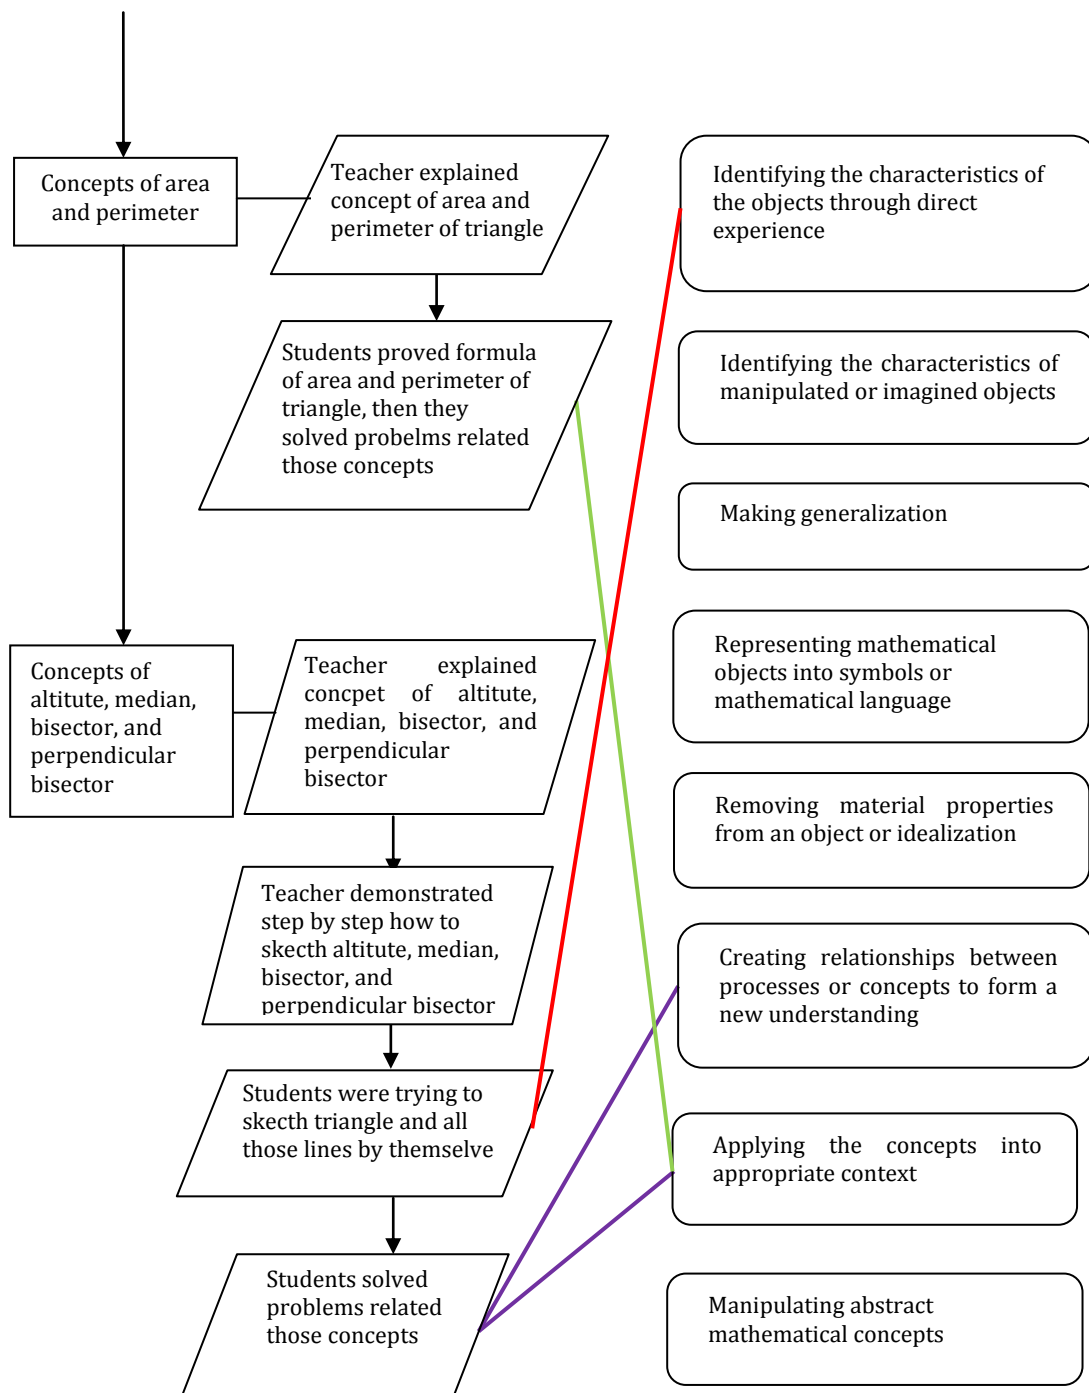 Concepts of area
and perimeter
Teacher explained
concept of area and
perimeter of triangle
Students proved formula
of area and perimeter of
triangle, then they
solved probelms related
those concepts
Concepts of
altitute, median,
bisector, and
perpendicular
bisector
Teacher explained
concpet of altitute,
median, bisector, and
perpendicular
bisector
Teacher demonstrated
step by step how to
skecth altitute, median,
bisector, and
perpendicular bisector
Students were trying to
skecth triangle and all
those lines by themselve
Students solved
problems related
those concepts
Identifying the characteristics of
the objects through direct
experience
Identifying the characteristics of
manipulated or imagined objects
Making generalization
Representing mathematical
objects into symbols or
mathematical language
Removing material properties
from an object or idealization
Creating relationships between
processes or concepts to form a
new understanding
Applying the concepts into
appropriate context
Manipulating abstract
mathematical concepts